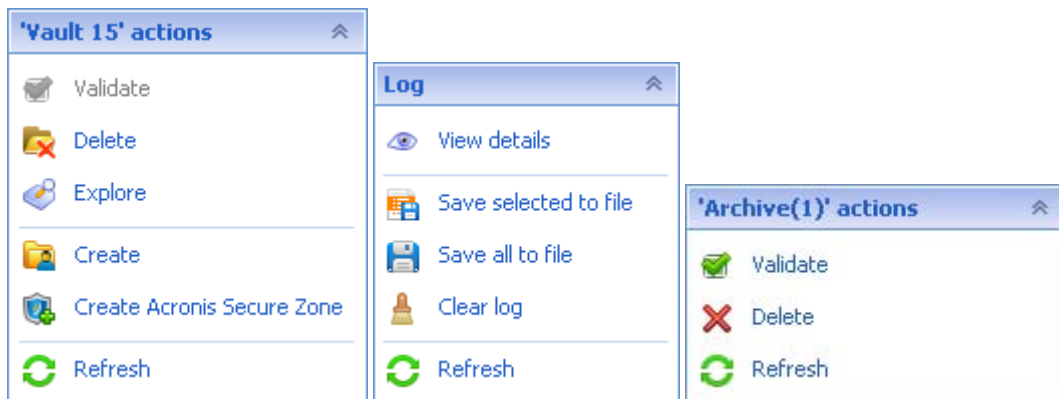 'Vault 15' actions
Validate
Delete
Explore
Create
Create Acronis Secure Zone
Refresh
Log
View details
Save selected to file
Save all to file
Clear log
Refresh
'Archive(1)' actions
Validate
Delete
Refresh